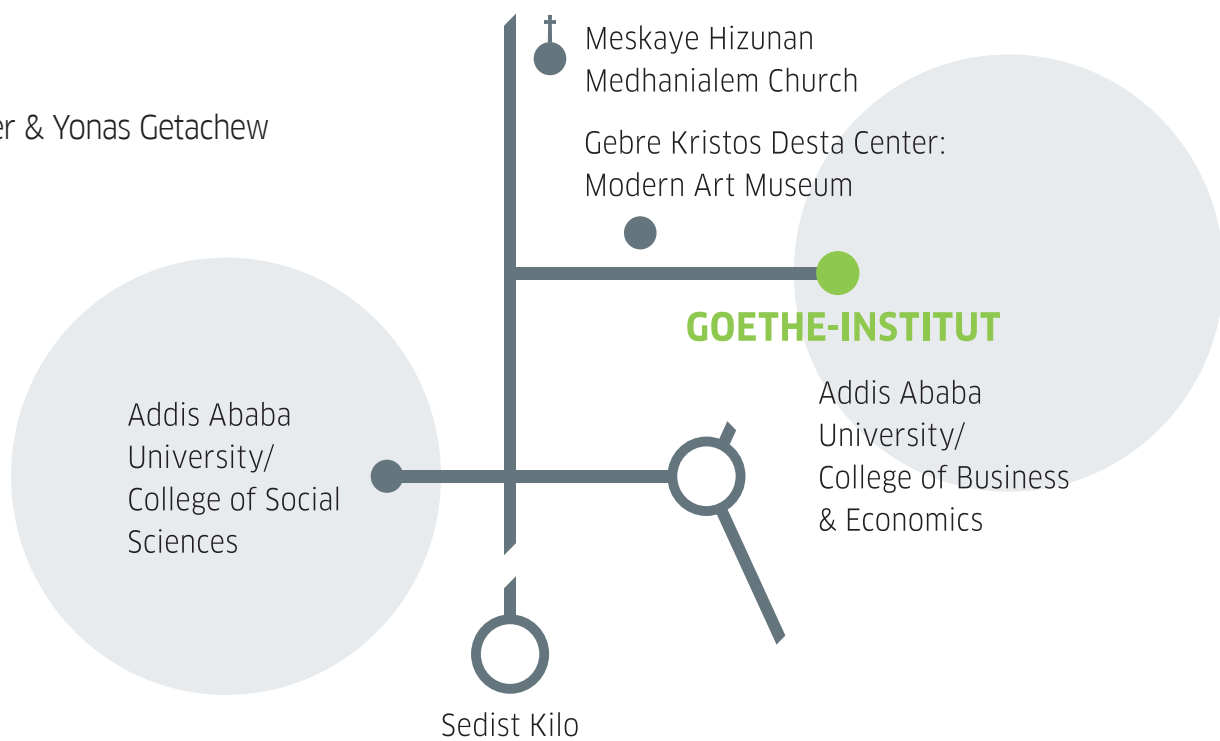 Meskaye Hizunan
Medhanialem Church
& Yonas Getachew
Gebre Kristos Desta Center:
Modern Art Museum
GOETHE-INSTITUT
Addis Ababa
University/
College of Business
& Economics
Addis Ababa
University/
College of Social
Sciences
Sedist Kilo